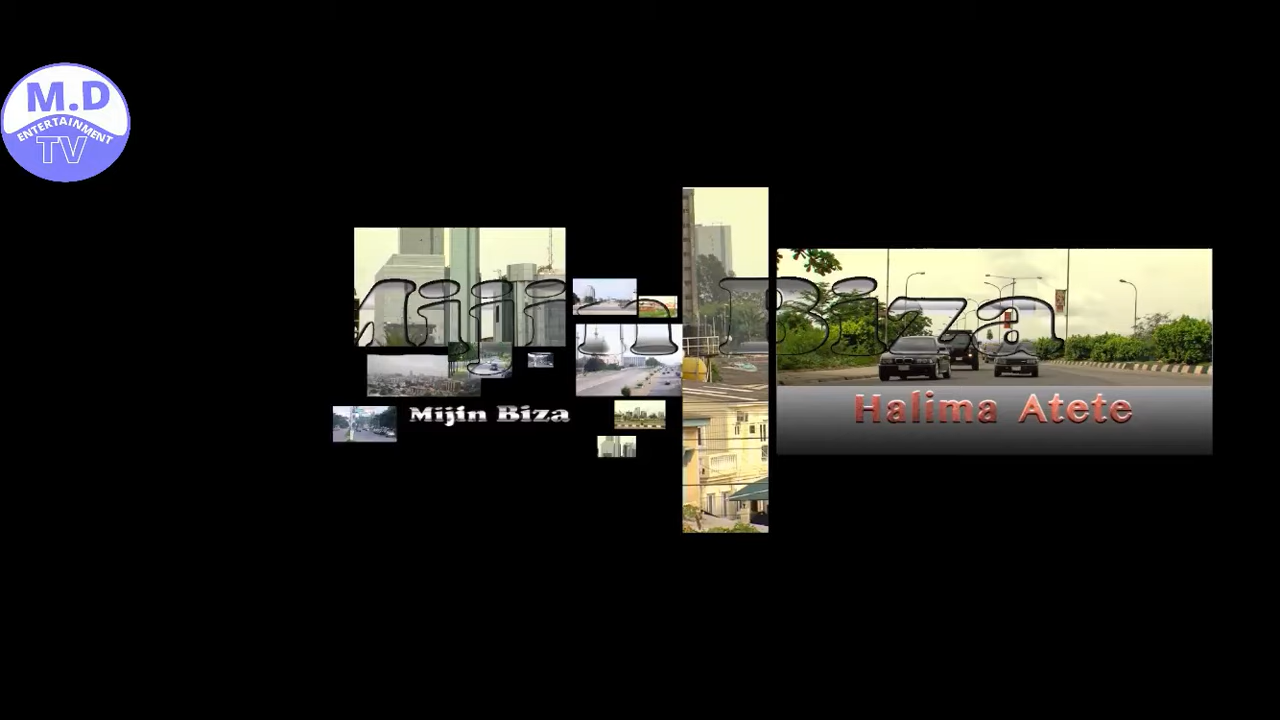 M.D
ENTERTAINMENT
TV
Mijin Biza
Mijin Biza
Halima Atete